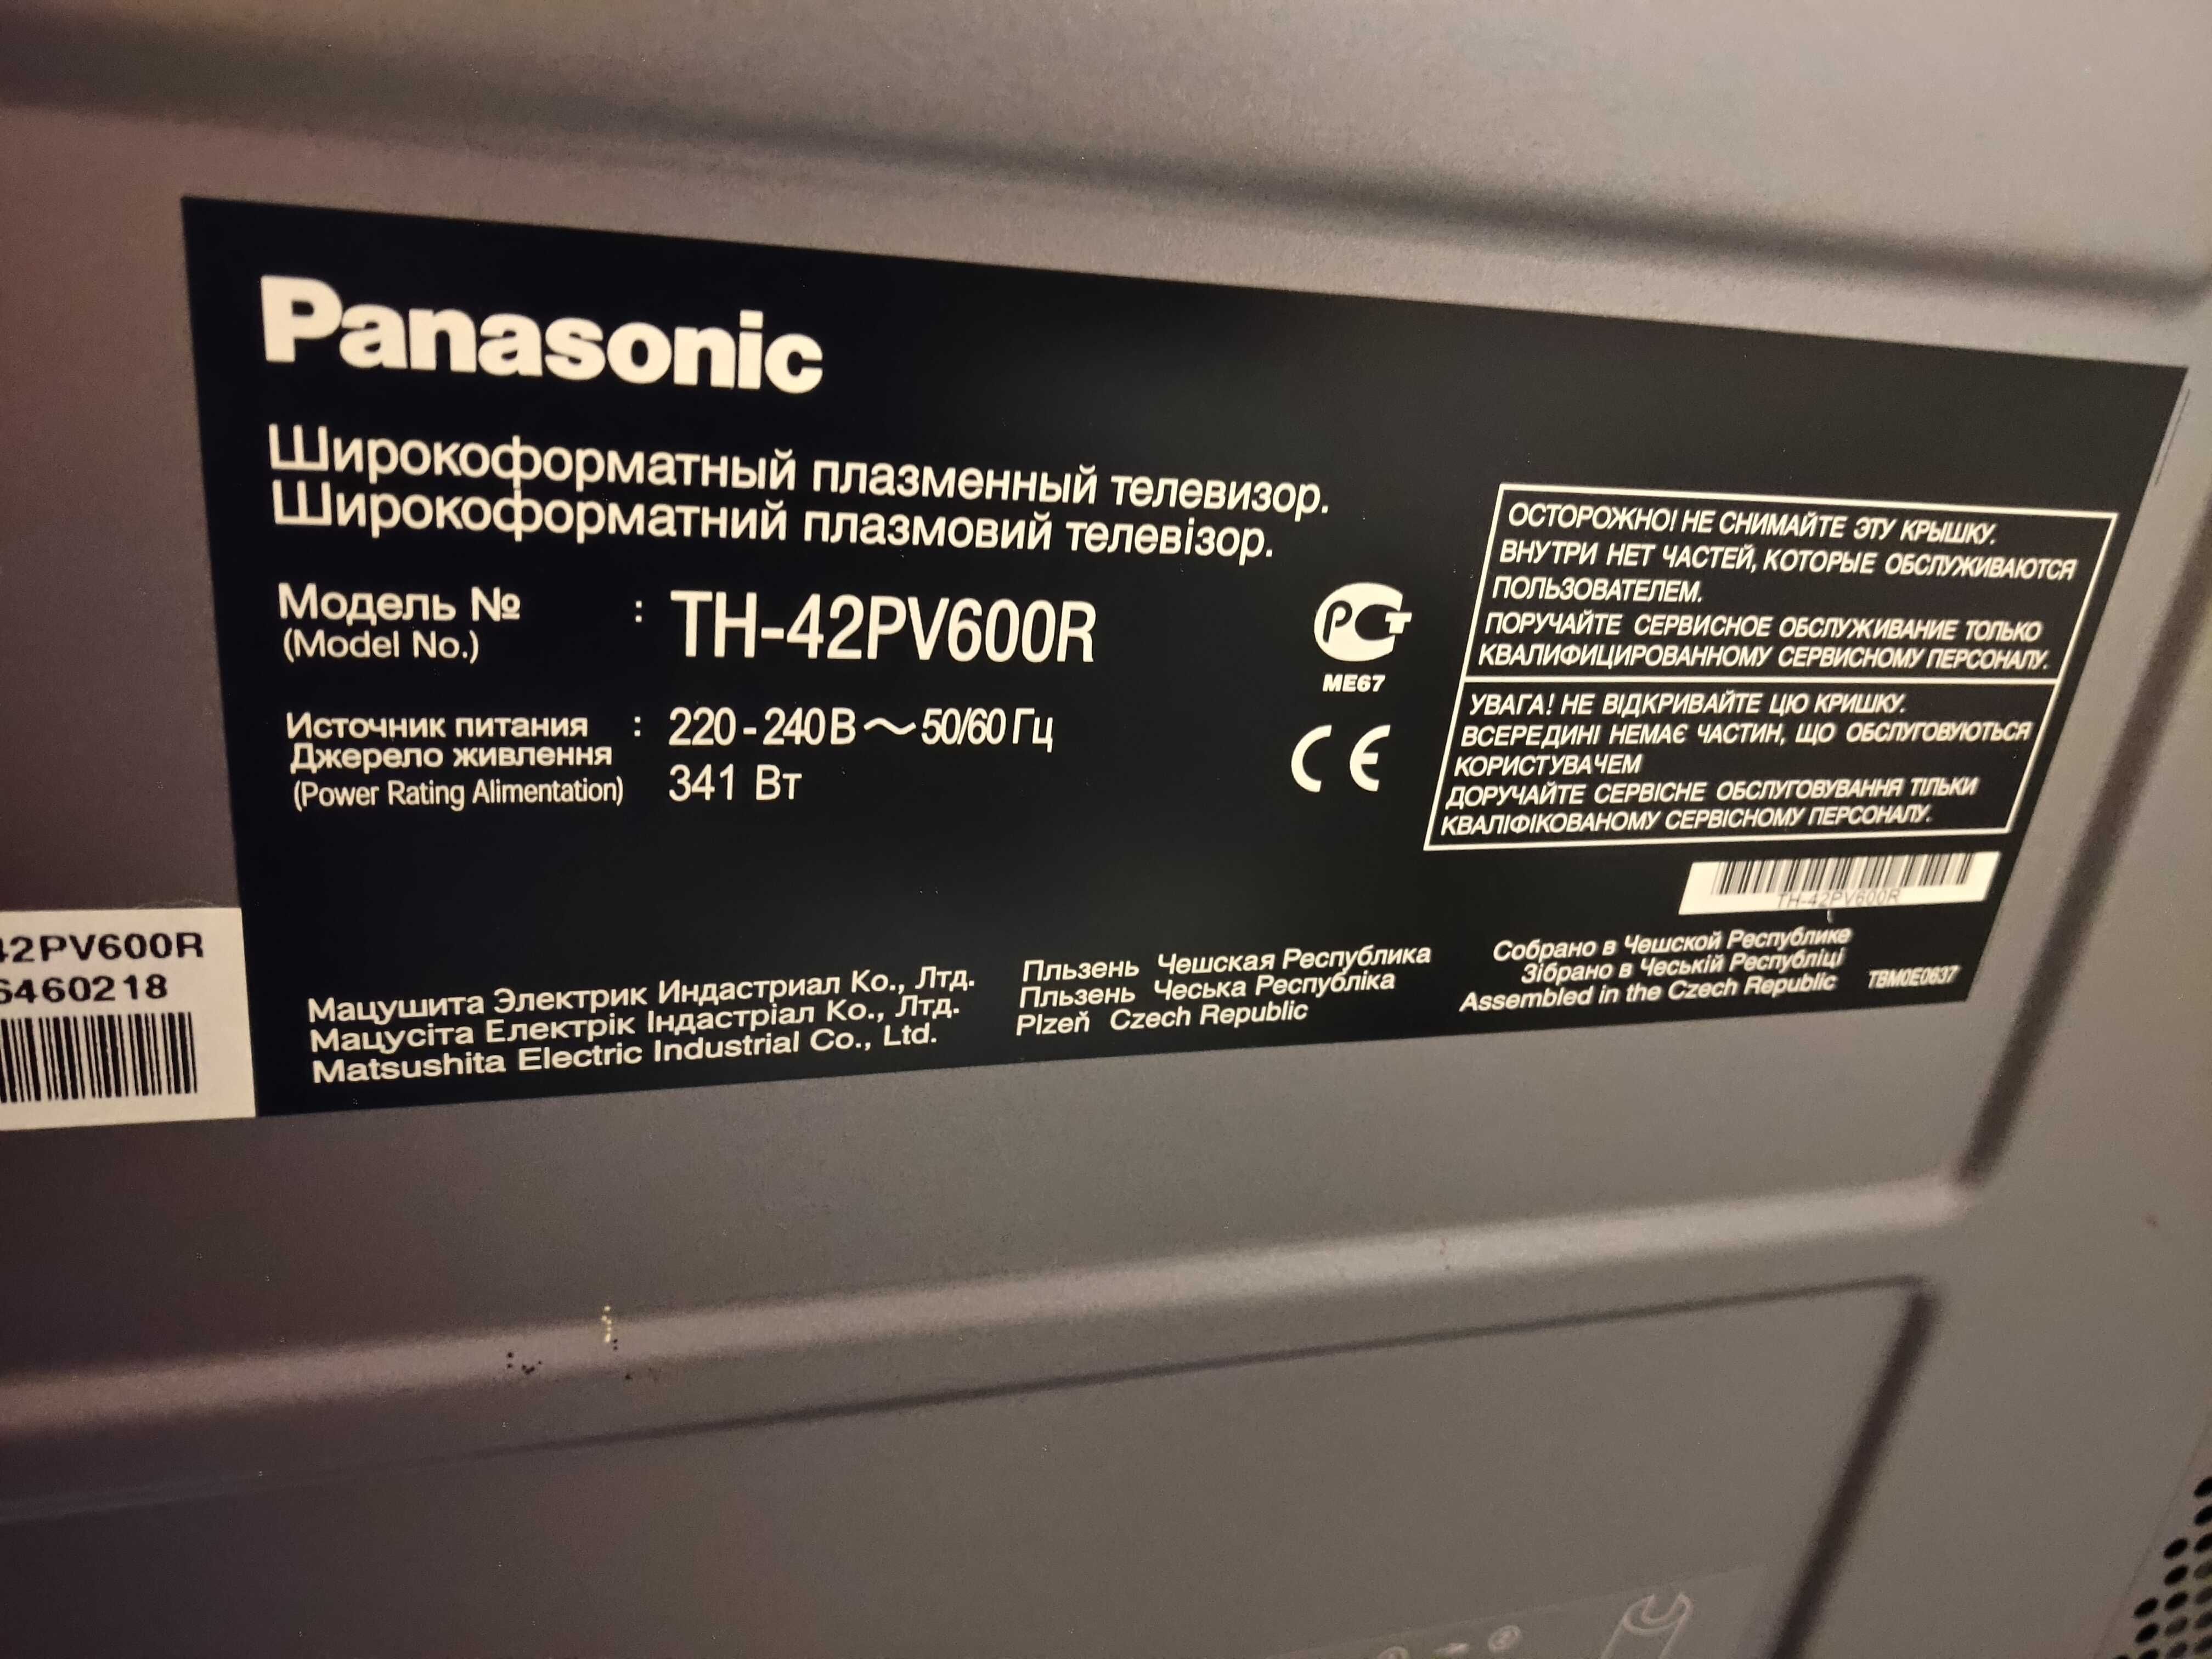 Panasonic
Широкоформатный плазменный телевизор.
Широкоформатний плазмовий телевізор.
Модель № : TH-42PV600R
(Model No.)
Источник питания : 220-240В～50/60Гц
Джерело живлення
(Power Rating Alimentation) 341 Вт
РСТ
ME67
CE
ОСТОРОЖНО! НЕ СНИМАЙТЕ ЭТУ КРЫШКУ.
ВНУТРИ НЕТ ЧАСТЕЙ, КОТОРЫЕ ОБСЛУЖИВАЮТСЯ
ПОЛЬЗОВАТЕЛЕМ.
ПОРУЧАЙТЕ СЕРВИСНОЕ ОБСЛУЖИВАНИЕ ТОЛЬКО
КВАЛИФИЦИРОВАННОМУ СЕРВИСНОМУ ПЕРСОНАЛУ.
УВАГА! НЕ ВІДКРИВАЙТЕ ЦЮ КРИШКУ.
ВСЕРЕДИНІ НЕМАЄ ЧАСТИН, ЩО ОБСЛУГОВУЮТЬСЯ
КОРИСТУВАЧЕМ
ДОРУЧАЙТЕ СЕРВІСНЕ ОБСЛУГОВУВАННЯ ТІЛЬКИ
КВАЛІФІКОВАНОМУ СЕРВІСНОМУ ПЕРСОНАЛУ.
TH-42PV600R
42PV600R
6460218
Мацушита Электрик Индастриал Ко., Лтд.
Мацусіта Електрік Індастріал Ко., Лтд.
Matsushita Electric Industrial Co., Ltd.
Пльзень Чешская Республика
Пльзень Чеська Республіка
Plzeň Czech Republic
Собрано в Чешской Республике
Зібрано в Чеській Республіці
Assembled in the Czech Republic
TBM0E0637